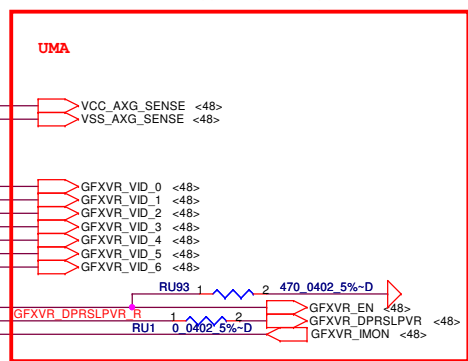 UMA
VCC_AXG_SENSE <48>
VSS_AXG_SENSE <48>
GFXVR_VID_0 <48>
GFXVR_VID_1 <48>
GFXVR_VID_2 <48>
GFXVR_VID_3 <48>
GFXVR_VID_4 <48>
GFXVR_VID_5 <48>
GFXVR_VID_6 <48>
RU93 1 2 470_0402_5%~D
GFXVR_EN <48>
GFXVR_DPRSLPVR_R 1 2 GFXVR_DPRSLPVR <48>
RU1 0_0402_5%~D GFXVR_IMON <48>